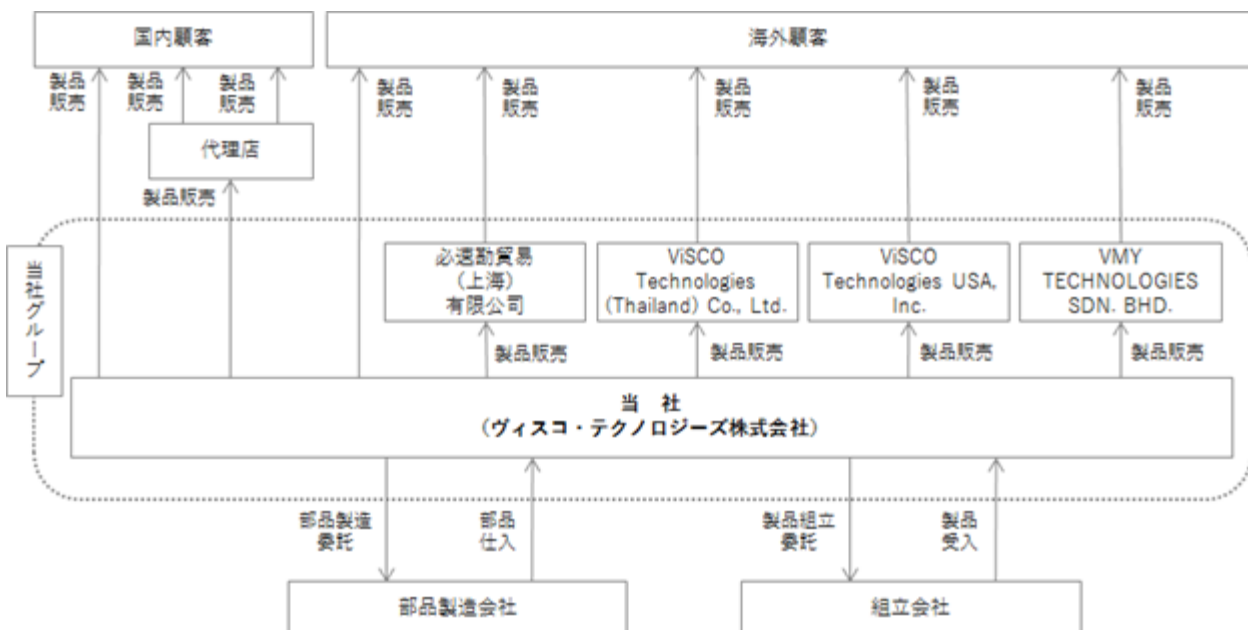 国内顧客
海外顧客
製品
販売
製品
販売
製品
販売
製品
販売
製品
販売
製品
販売
製品
販売
製品
販売
代理店
製品販売
当社グループ
必速勘貿易
(上海)
有限公司
ViSCO
Technologies
(Thailand) Co., Ltd.
ViSCO
Technologies USA,
Inc.
VMY
TECHNOLOGIES
SDN. BHD.
製品販売
製品販売
製品販売
製品販売
当 社
(ヴィスコ・テクノロジーズ株式会社)
部品製造
委託
部品
仕入
製品組立
委託
製品
受入
部品製造会社
組立会社